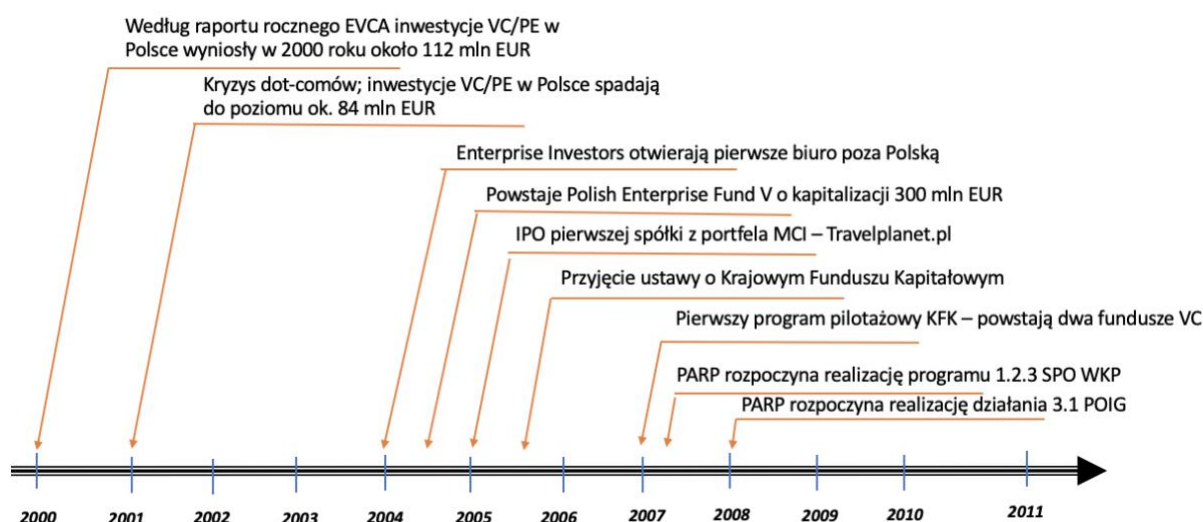 Według raportu rocznego EVCA inwestycje VC/PE w
Polsce wyniosły w 2000 roku około 112 mln EUR
Kryzys dot-comów; inwestycje VC/PE w Polsce spadają
do poziomu ok. 84 mln EUR
Enterprise Investors otwierają pierwsze biuro poza Polską
Powstaje Polish Enterprise Fund V o kapitalizacji 300 mln EUR
IPO pierwszej spółki z portfela MCI – Travelplanet.pl
Przyjęcie ustawy o Krajowym Funduszu Kapitałowym
Pierwszy program pilotażowy KFK – powstają dwa fundusze VC
PARP rozpoczyna realizację programu 1.2.3 SPO WKP
PARP rozpoczyna realizację działania 3.1 POIG
2000 2001 2002 2003 2004 2005 2006 2007 2008 2009 2010 2011